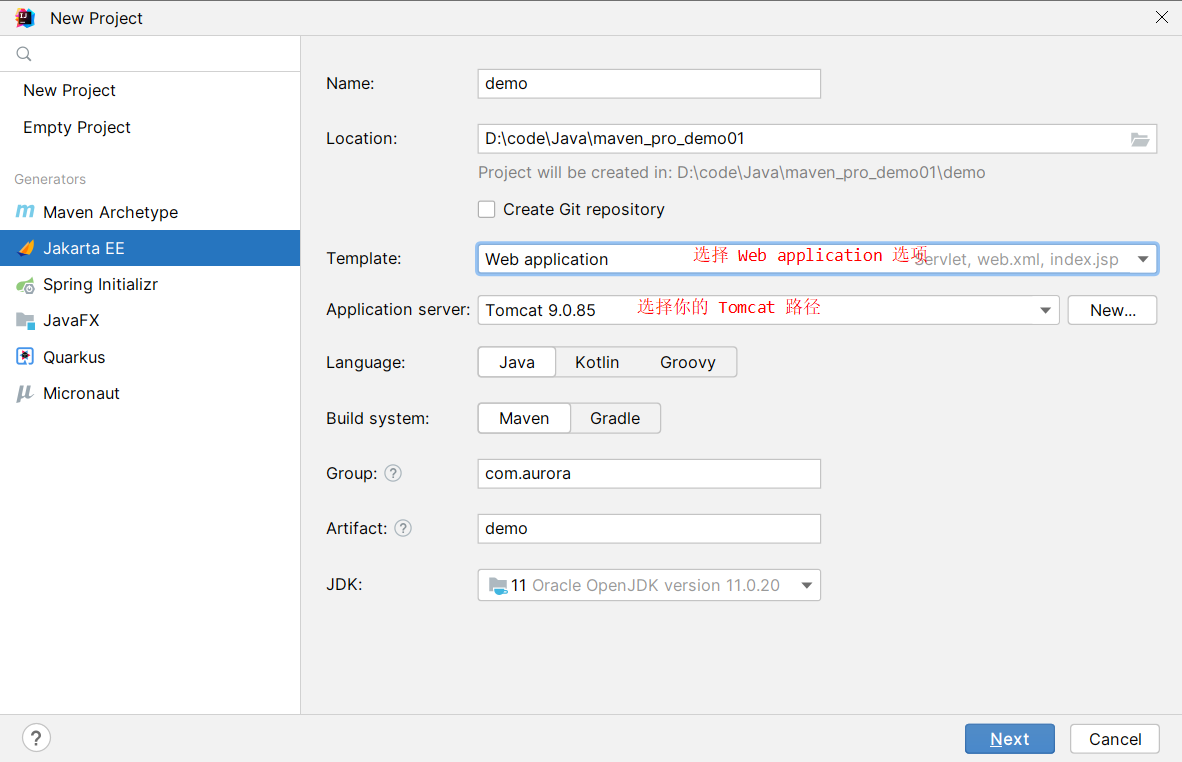 New Project
New Project
Empty Project
Generators
Maven Archetype
Jakarta EE
Spring Initializr
JavaFX
Quarkus
Micronaut
Name: demo
Location: D:\code\Java\maven_pro_demo01
Project will be created in: D:\code\Java\maven_pro_demo01\demo
Create Git repository
Template: Web application 选择 Web application 选项 Servlet, web.xml, index.jsp
Application server: Tomcat 9.0.85 选择你的 Tomcat 路径 New...
Language: Java Kotlin Groovy
Build system: Maven Gradle
Group: ? com.aurora
Artifact: ? demo
JDK: 11 Oracle OpenJDK version 11.0.20
? Next Cancel